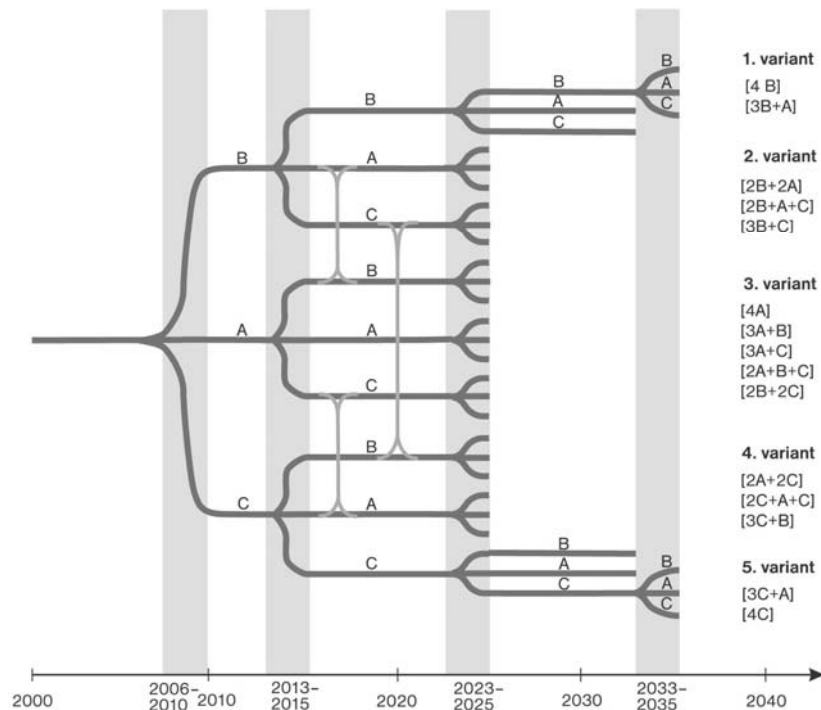 B
1. variant
B
A
[4 B]
B
A
C
[3B+A]
C
B
A
2. variant
[2B+2A]
C
[2B+A+C]
[3B+C]
B
3. variant
[4A]
A
A
[3A+B]
[3A+C]
C
[2A+B+C]
[2B+2C]
B
4. variant
[2A+2C]
C
A
[2C+A+C]
[3C+B]
B
5. variant
B
C
A
A
[3C+A]
C
C
[4C]
2000
2006–
2010
2010
2013–
2015
2020
2023–
2025
2030
2033–
2035
2040